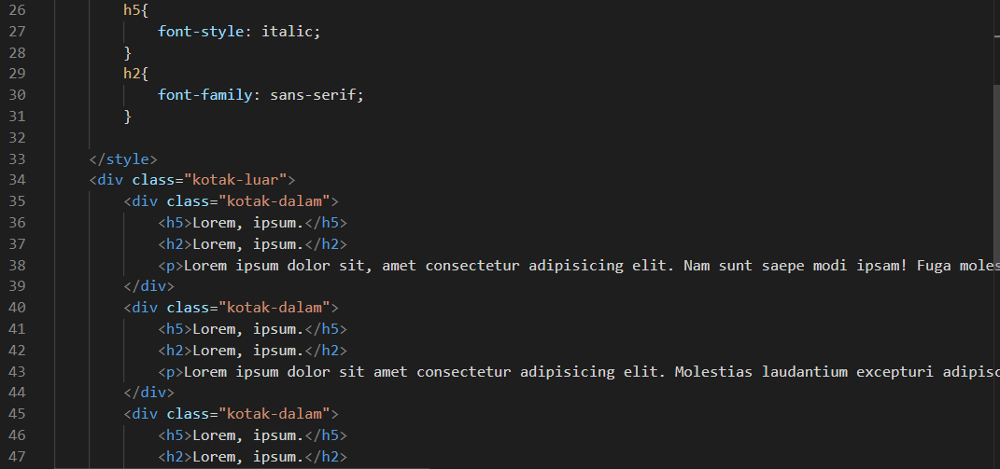 26 h5{
27 font-style: italic;
28 }
29 h2{
30 font-family: sans-serif;
31 }
32
33 </style>
34 <div class="kotak-luar">
35 <div class="kotak-dalam">
36 <h5>Lorem, ipsum.</h5>
37 <h2>Lorem, ipsum.</h2>
38 <p>Lorem ipsum dolor sit, amet consectetur adipisicing elit. Nam sunt saepe modi ipsam! Fuga moles
39 </div>
40 <div class="kotak-dalam">
41 <h5>Lorem, ipsum.</h5>
42 <h2>Lorem, ipsum.</h2>
43 <p>Lorem ipsum dolor sit amet consectetur adipisicing elit. Molestias laudantium excepturi adipisc
44 </div>
45 <div class="kotak-dalam">
46 <h5>Lorem, ipsum.</h5>
47 <h2>Lorem, ipsum.</h2>